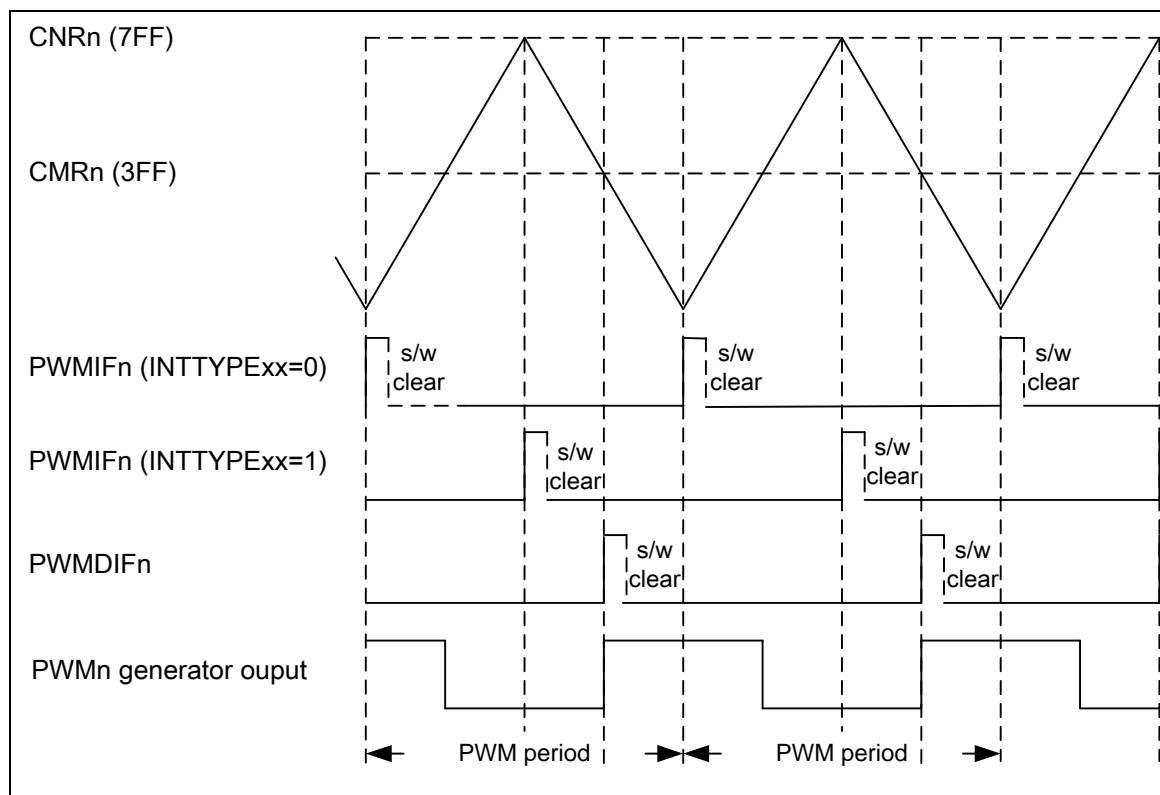 CNRn (7FF)
CMRn (3FF)
PWMIFn (INTTYPExx=0)
s/w
clear
s/w
clear
s/w
clear
PWMIFn (INTTYPExx=1)
s/w
clear
s/w
clear
PWMDIFn
s/w
clear
s/w
clear
PWMn generator ouput
PWM period
PWM period